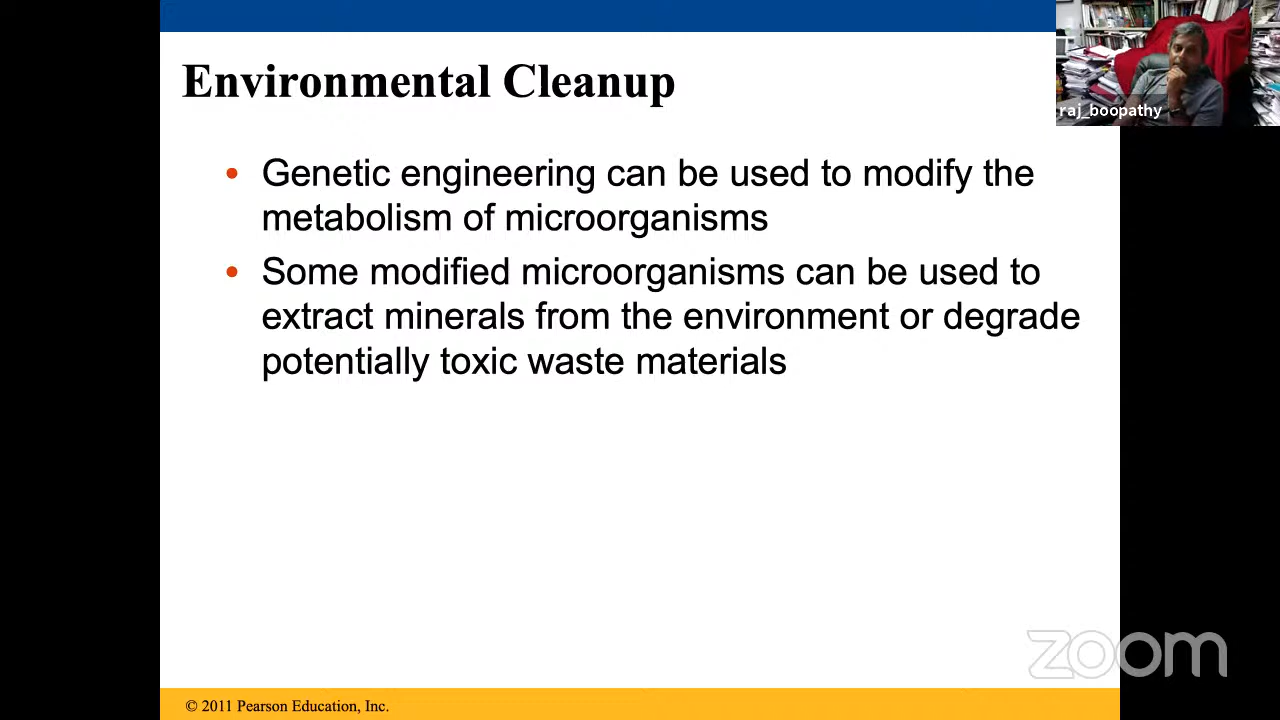 Environmental Cleanup
raj_boopathy
• Genetic engineering can be used to modify the
metabolism of microorganisms
• Some modified microorganisms can be used to
extract minerals from the environment or degrade
potentially toxic waste materials
zoom
© 2011 Pearson Education, Inc.